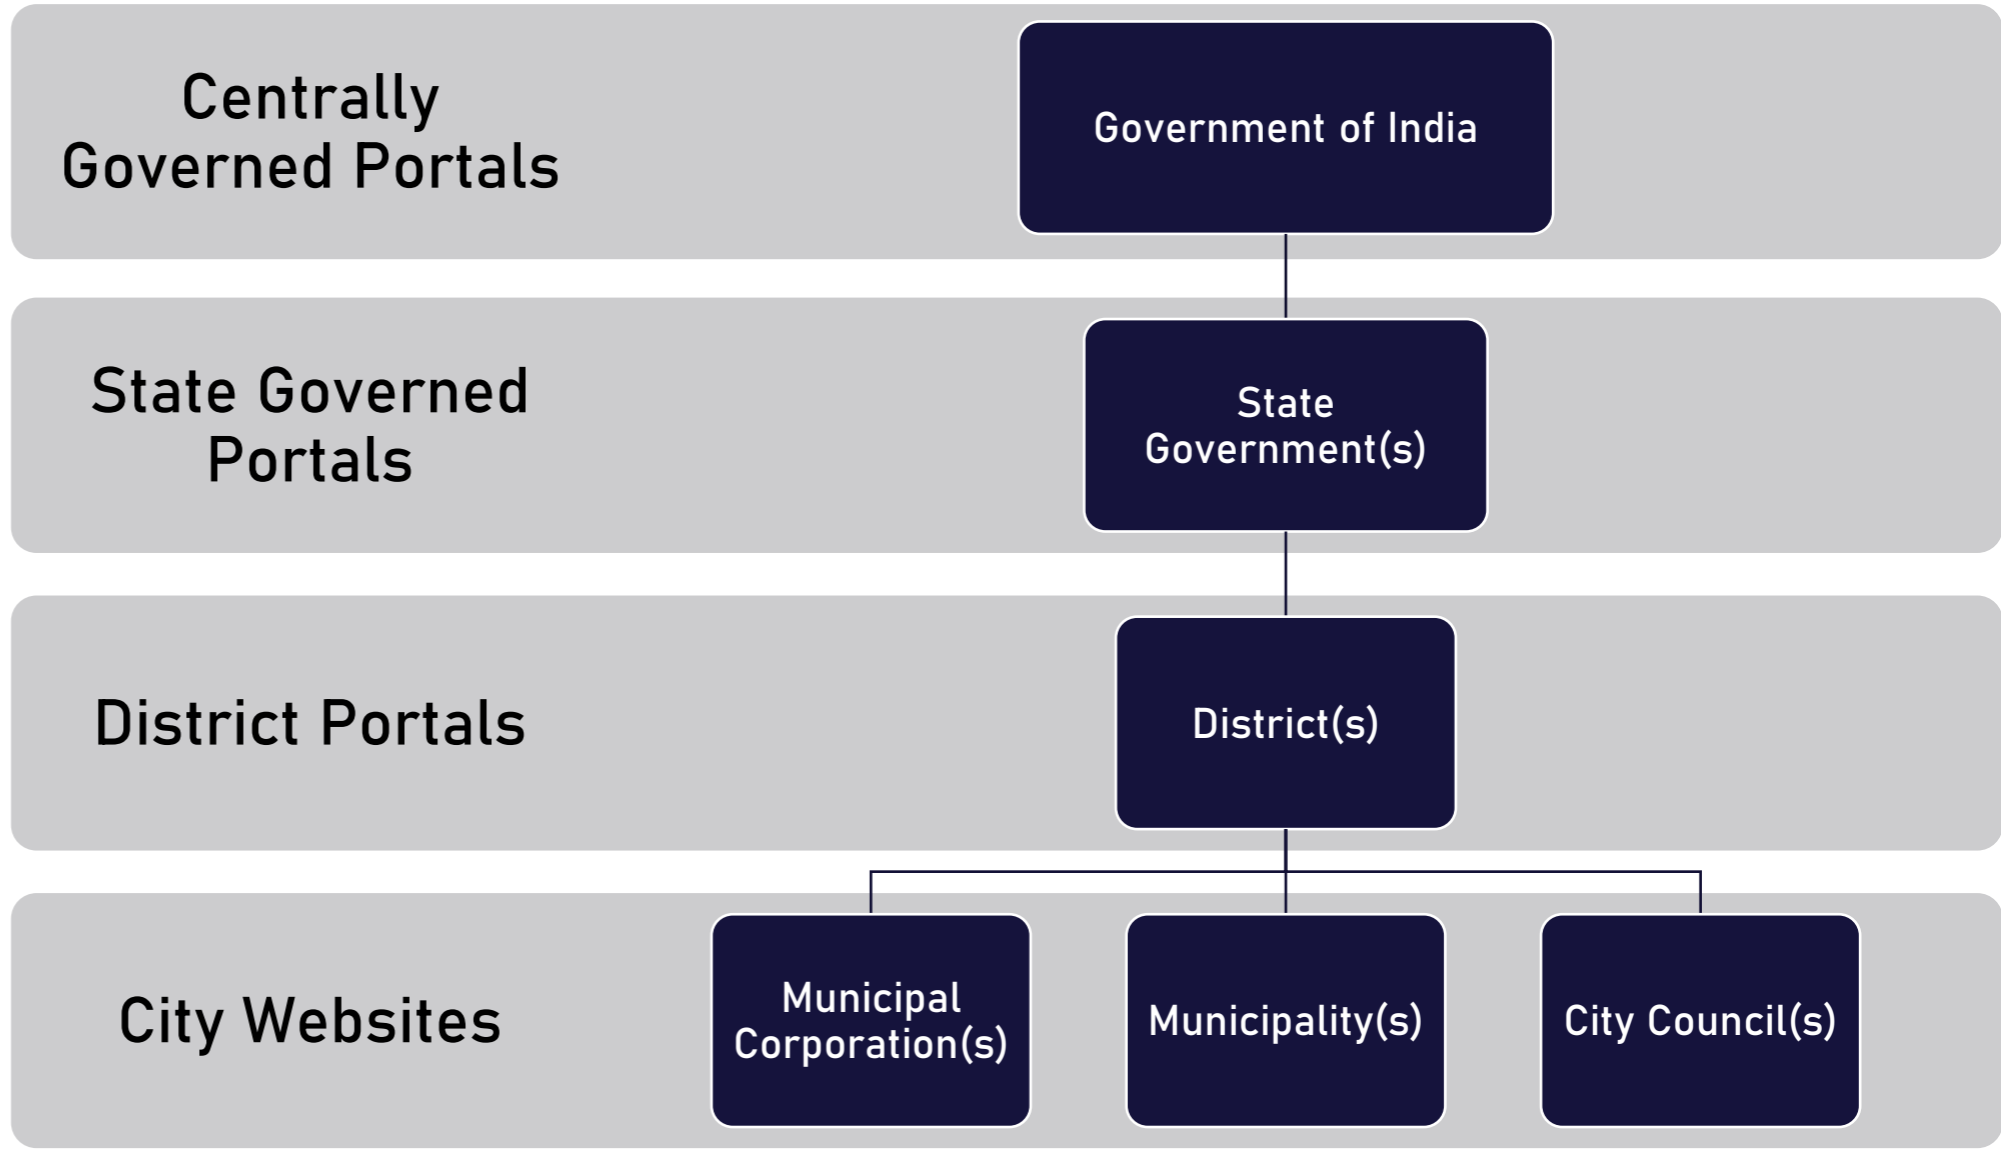 Centrally
Governed Portals
Government of India
State Governed
Portals
State
Government(s)
District Portals
District(s)
City Websites
Municipal
Corporation(s)
Municipality(s)
City Council(s)